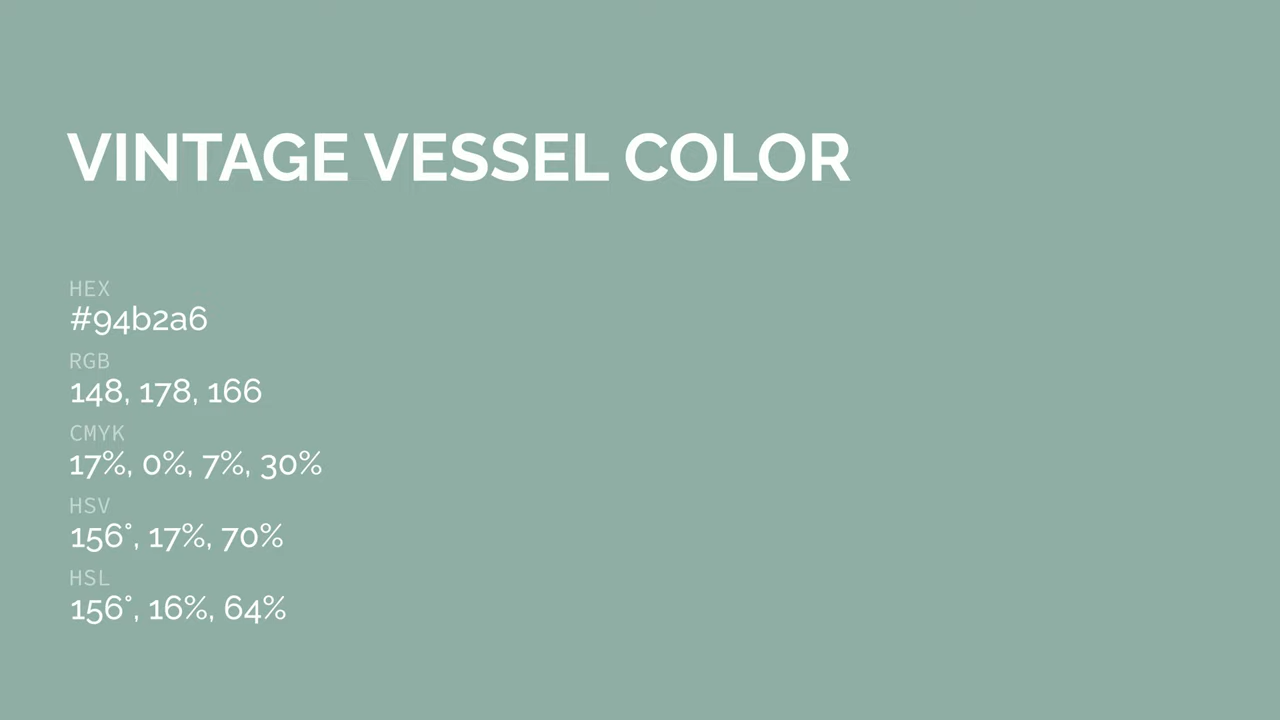 VINTAGE VESSEL COLOR
HEX
#94b2a6
RGB
148, 178, 166
CMYK
17%, 0%, 7%, 30%
HSV
156°, 17%, 70%
HSL
156°, 16%, 64%